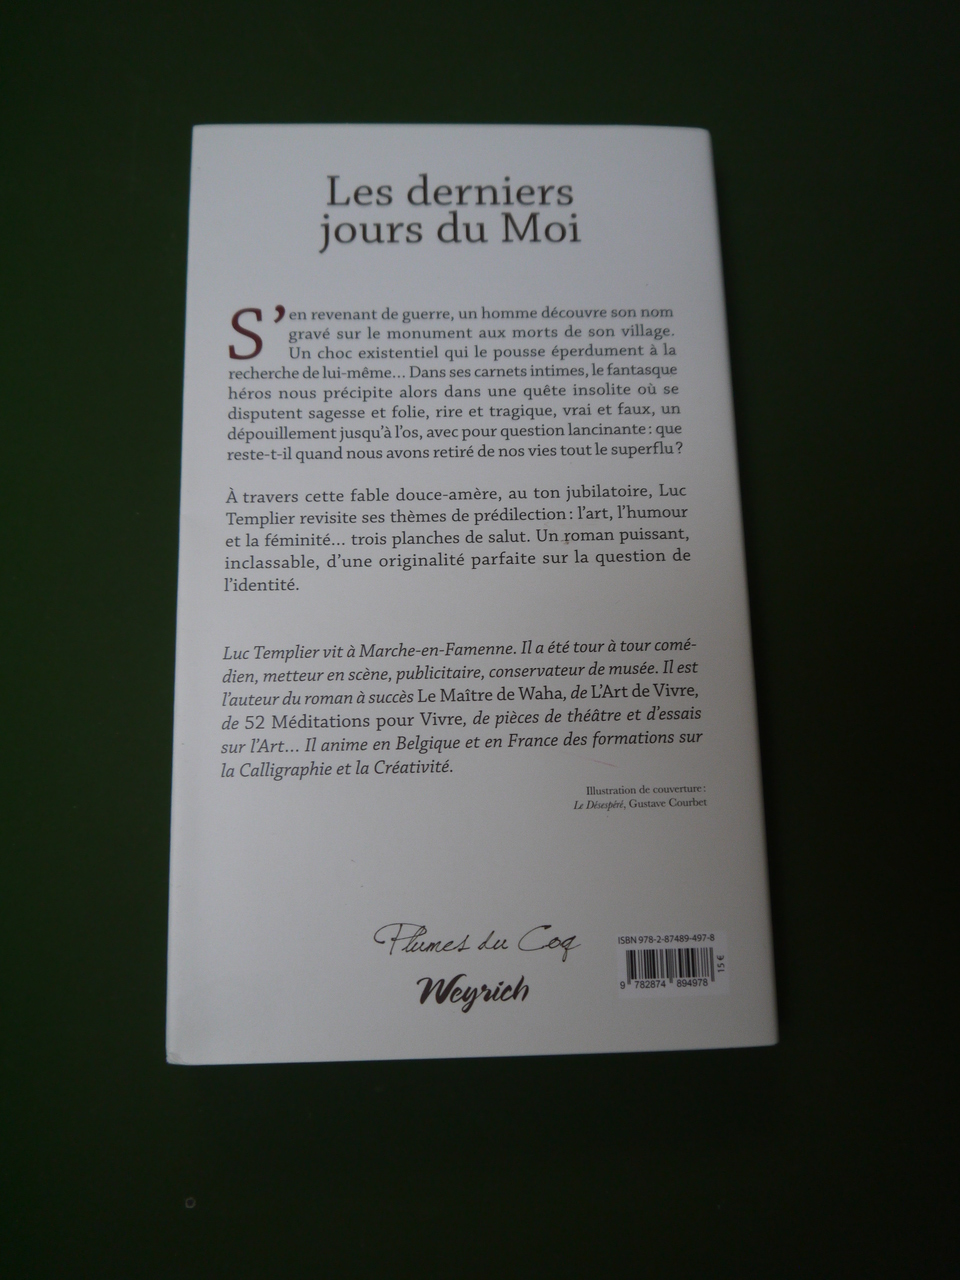 Les derniers
jours du Moi
S'en revenant de guerre, un homme découvre son nom
gravé sur le monument aux morts de son village.
Un choc existentiel qui le pousse éperdument à la
recherche de lui-même... Dans ses carnets intimes, le fantasque
héros nous précipite alors dans une quête insolite où se
disputent sagesse et folie, rire et tragique, vrai et faux, un
dépouillement jusqu'à l'os, avec pour question lancinante : que
reste-t-il quand nous avons retiré de nos vies tout le superflu ?
À travers cette fable douce-amère, au ton jubilatoire, Luc
Templier revisite ses thèmes de prédilection : l'art, l'humour
et la féminité... trois planches de salut. Un roman puissant,
inclassable, d'une originalité parfaite sur la question de
l'identité.
Luc Templier vit à Marche-en-Famenne. Il a été tour à tour comé-
dien, metteur en scène, publicitaire, conservateur de musée. Il est
l'auteur du roman à succès Le Maître de Waha, de L'Art de Vivre,
de 52 Méditations pour Vivre, de pièces de théâtre et d'essais
sur l'Art... Il anime en Belgique et en France des formations sur
la Calligraphie et la Créativité.
Illustration de couverture :
Le Désespéré, Gustave Courbet
Plumes du Coq
Weyrich
ISBN 978-2-87489-497-8
15 €
9 782874 894978